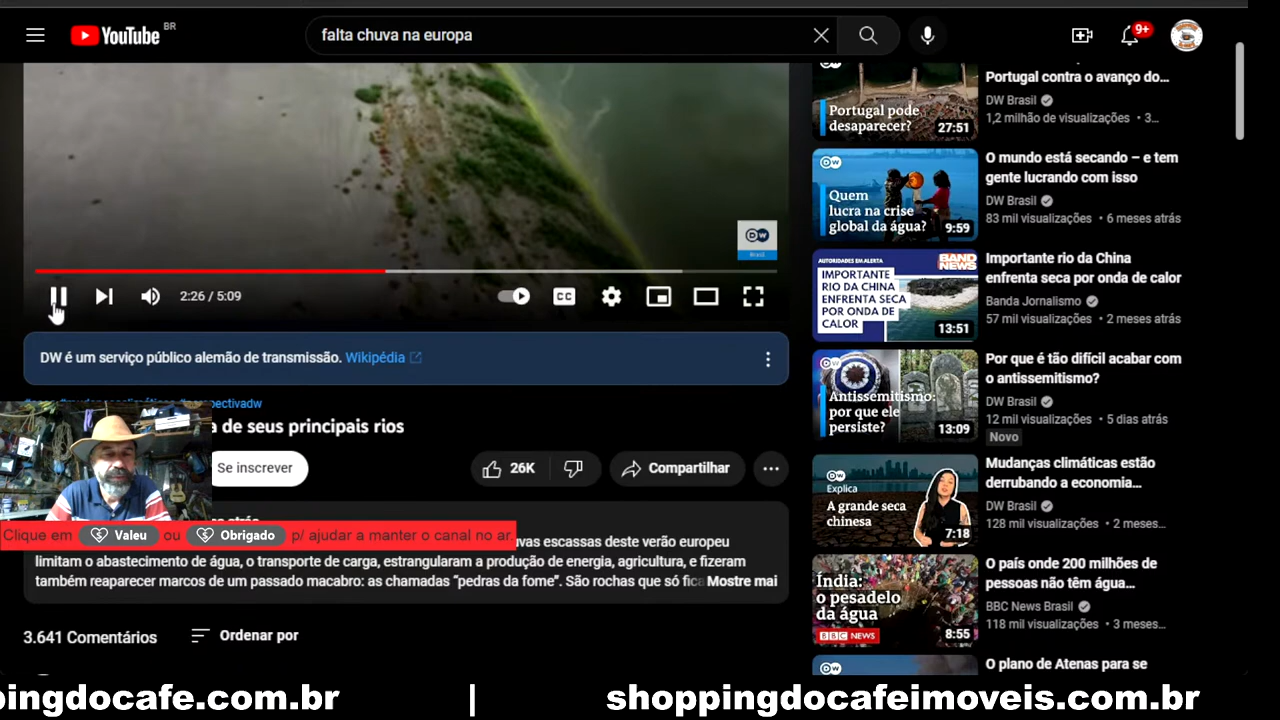 YouTube BR
falta chuva na europa
9+
2:26 / 5:09
CC
DW
Brasil
DW é um serviço público alemão de transmissão. Wikipédia
a de seus principais rios
Se inscrever
26K
Compartilhar
Clique em Valeu ou Obrigado p/ ajudar a manter o canal no ar.
uvas escassas deste verão europeu
limitam o abastecimento de água, o transporte de carga, estrangularam a produção de energia, agricultura, e fizeram
também reaparecer marcos de um passado macabro: as chamadas “pedras da fome”. São rochas que só fica Mostre mai
3.641 Comentários
Ordenar por
Portugal pode
desaparecer?
27:51
Portugal contra o avanço do...
DW Brasil
1,2 milhão de visualizações • 3...
DW
Quem
lucra na crise
global da água?
9:59
O mundo está secando – e tem
gente lucrando com isso
DW Brasil
83 mil visualizações • 6 meses atrás
AUTORIDADES EM ALERTA
BAND
NEWS
IMPORTANTE
RIO DA CHINA
ENFRENTA SECA
POR ONDA DE
CALOR
13:51
Importante rio da China
enfrenta seca por onda de calor
Banda Jornalismo
57 mil visualizações • 2 meses atrás
Antissemitismo:
por que ele
persiste?
13:09
Por que é tão difícil acabar com
o antissemitismo?
DW Brasil
12 mil visualizações • 5 dias atrás
Novo
DW
Explica
A grande seca
chinesa
7:18
Mudanças climáticas estão
derrubando a economia...
DW Brasil
128 mil visualizações • 2 meses...
Índia:
o pesadelo
da água
BBC NEWS
8:55
O país onde 200 milhões de
pessoas não têm água...
BBC News Brasil
118 mil visualizações • 3 meses...
DW
O plano de Atenas para se
ppingdocafe.com.br | shoppingdocafeimoveis.com.br